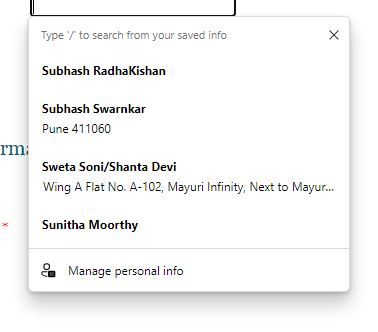 Type '/' to search from your saved info
Subhash RadhaKishan
Subhash Swarnkar
Pune 411060
rma
Sweta Soni/Shanta Devi
Wing A Flat No. A-102, Mayuri Infinity, Next to Mayur...
*
Sunitha Moorthy
Manage personal info